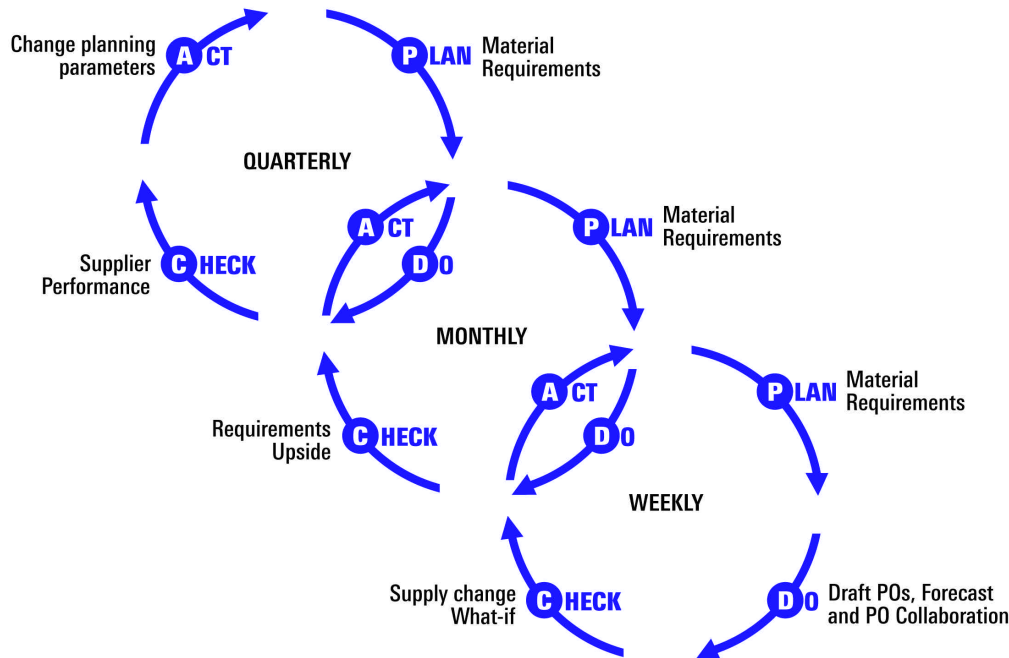 Change planning
parameters
ACT
PLAN
Material
Requirements
QUARTERLY
ACT
PLAN
Material
Requirements
Supplier
Performance
CHECK
DO
MONTHLY
ACT
PLAN
Material
Requirements
Requirements
Upside
CHECK
DO
WEEKLY
Supply change
What-if
CHECK
DO
Draft POs, Forecast
and PO Collaboration